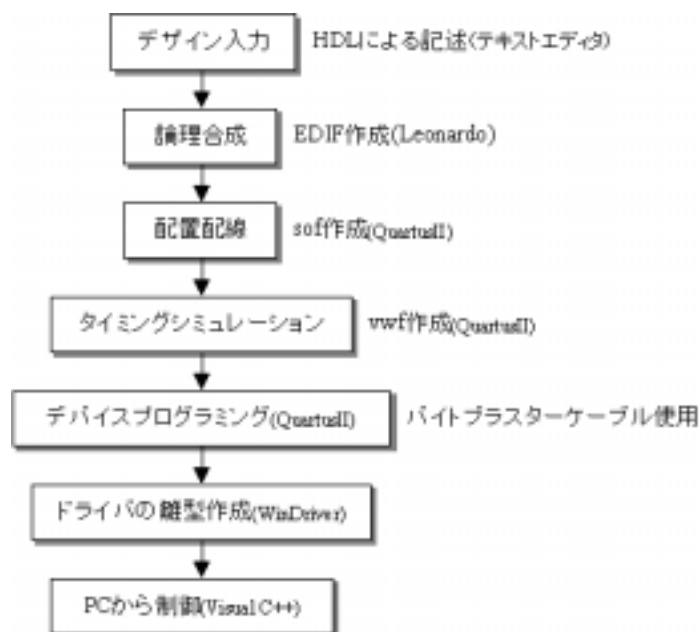 デザイン入力 HDLによる記述(テキストエディタ)
論理合成 EDIF作成(Leonardo)
配置配線 sof作成(QuartusII)
タイミングシミュレーション vwf作成(QuartusII)
デバイスプログラミング(QuartusII) バイトブラスターケーブル使用
ドライバの雛型作成(WinDriver)
PCから制御(Visual C++)